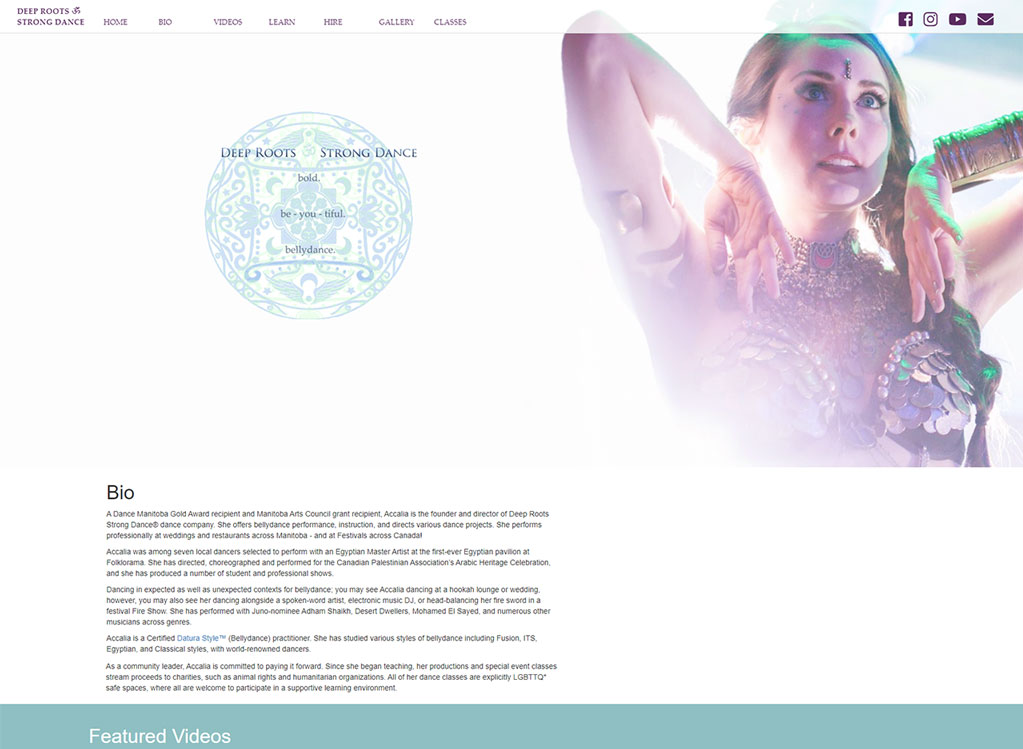 DEEP ROOTS ॐ
STRONG DANCE
HOME BIO VIDEOS LEARN HIRE GALLERY CLASSES
DEEP ROOTS ॐ STRONG DANCE
bold.
be - you - tiful.
bellydance.
Bio
A Dance Manitoba Gold Award recipient and Manitoba Arts Council grant recipient, Accalia is the founder and director of Deep Roots
Strong Dance® dance company. She offers bellydance performance, instruction, and directs various dance projects. She performs
professionally at weddings and restaurants across Manitoba - and at Festivals across Canada!
Accalia was among seven local dancers selected to perform with an Egyptian Master Artist at the first-ever Egyptian pavilion at
Folklorama. She has directed, choreographed and performed for the Canadian Palestinian Association's Arabic Heritage Celebration,
and she has produced a number of student and professional shows.
Dancing in expected as well as unexpected contexts for bellydance; you may see Accalia dancing at a hookah lounge or wedding,
however, you may also see her dancing alongside a spoken-word artist, electronic music DJ, or head-balancing her fire sword in a
festival Fire Show. She has performed with Juno-nominee Adham Shaikh, Desert Dwellers, Mohamed El Sayed, and numerous other
musicians across genres.
Accalia is a Certified Datura Style™ (Bellydance) practitioner. She has studied various styles of bellydance including Fusion, ITS,
Egyptian, and Classical styles, with world-renowned dancers.
As a community leader, Accalia is committed to paying it forward. Since she began teaching, her productions and special event classes
stream proceeds to charities, such as animal rights and humanitarian organizations. All of her dance classes are explicitly LGBTTQ*
safe spaces, where all are welcome to participate in a supportive learning environment.
Featured Videos